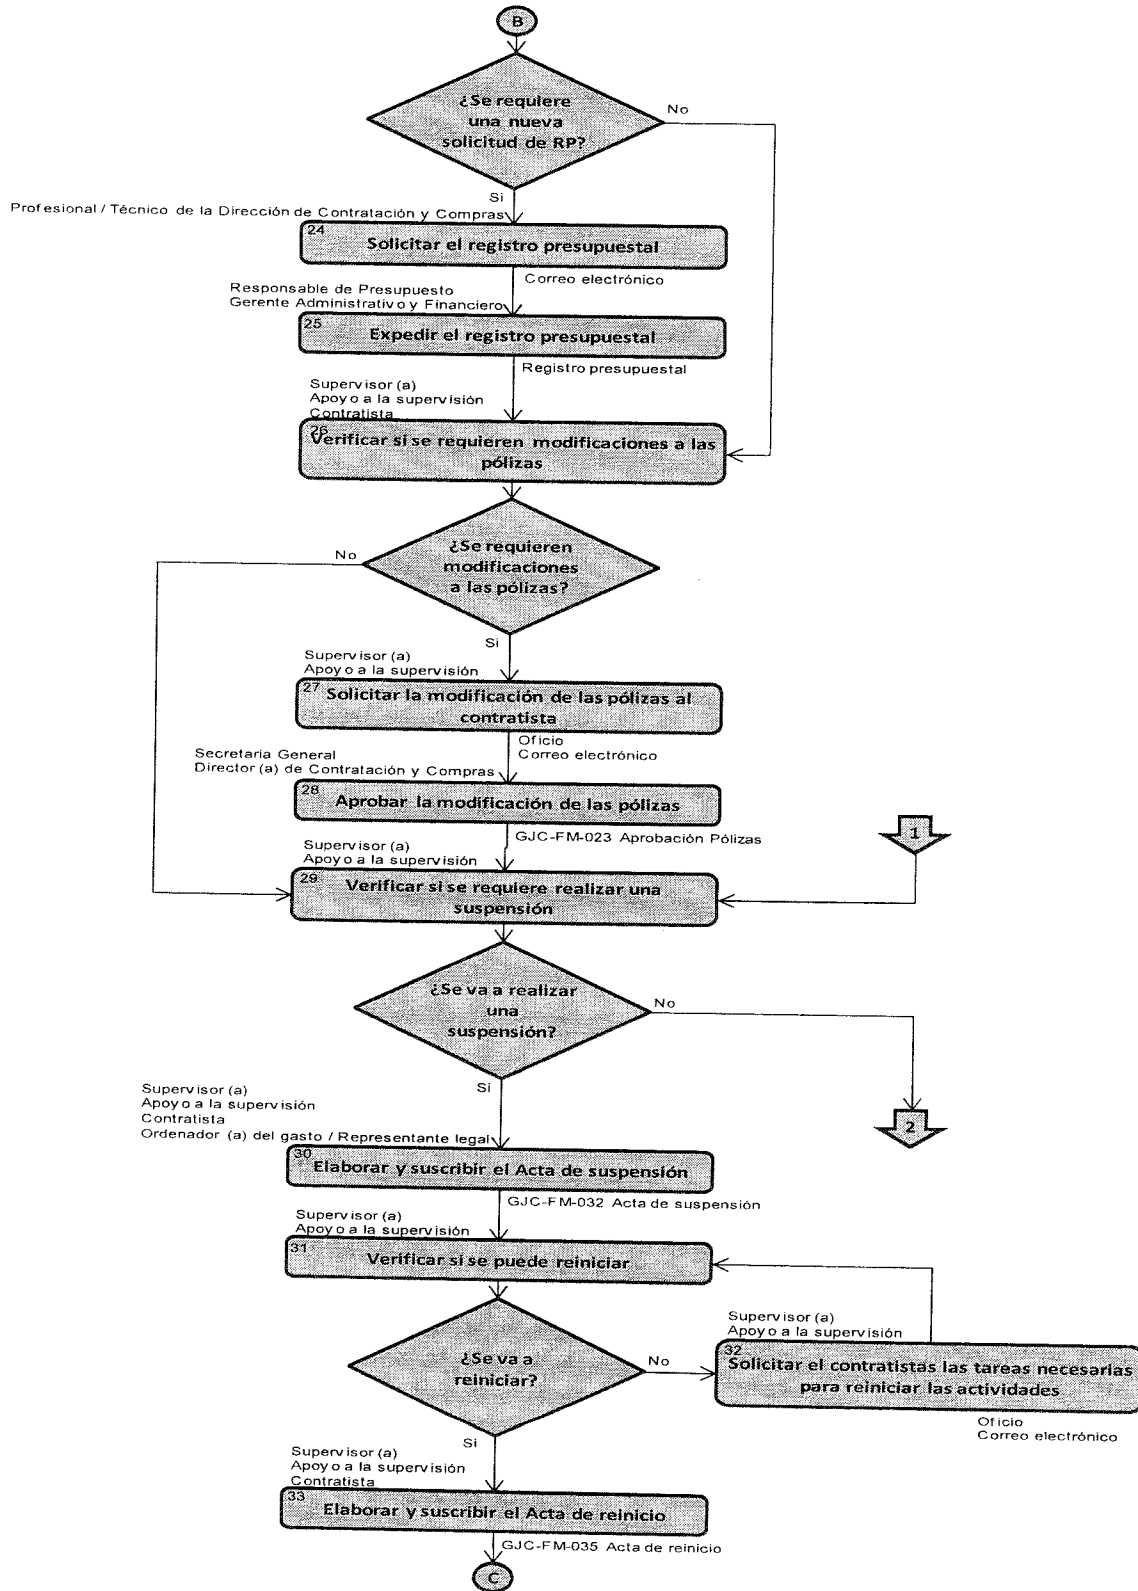 B
¿Se requiere
una nueva
solicitud de RP?
No
Si
Profesional / Técnico de la Dirección de Contratación y Compras
24
Solicitar el registro presupuestal
Correo electrónico
Responsable de Presupuesto
Gerente Administrativo y Financiero
25
Expedir el registro presupuestal
Registro presupuestal
Supervisor (a)
Apoyo a la supervisión
Contratista
26
Verificar si se requieren modificaciones a las
pólizas
¿Se requieren
modificaciones
a las pólizas?
No
Si
Supervisor (a)
Apoyo a la supervisión
27
Solicitar la modificación de las pólizas al
contratista
Oficio
Correo electrónico
Secretaria General
Director (a) de Contratación y Compras
28
Aprobar la modificación de las pólizas
GJC-FM-023 Aprobación Pólizas
1
Supervisor (a)
Apoyo a la supervisión
29
Verificar si se requiere realizar una
suspensión
¿Se va a realizar
una
suspensión?
No
Si
2
Supervisor (a)
Apoyo a la supervisión
Contratista
Ordenador (a) del gasto / Representante legal
30
Elaborar y suscribir el Acta de suspensión
GJC-FM-032 Acta de suspensión
Supervisor (a)
Apoyo a la supervisión
31
Verificar si se puede reiniciar
¿Se va a
reiniciar?
No
Si
Supervisor (a)
Apoyo a la supervisión
32
Solicitar el contratistas las tareas necesarias
para reiniciar las actividades
Oficio
Correo electrónico
Supervisor (a)
Apoyo a la supervisión
Contratista
33
Elaborar y suscribir el Acta de reinicio
GJC-FM-035 Acta de reinicio
C